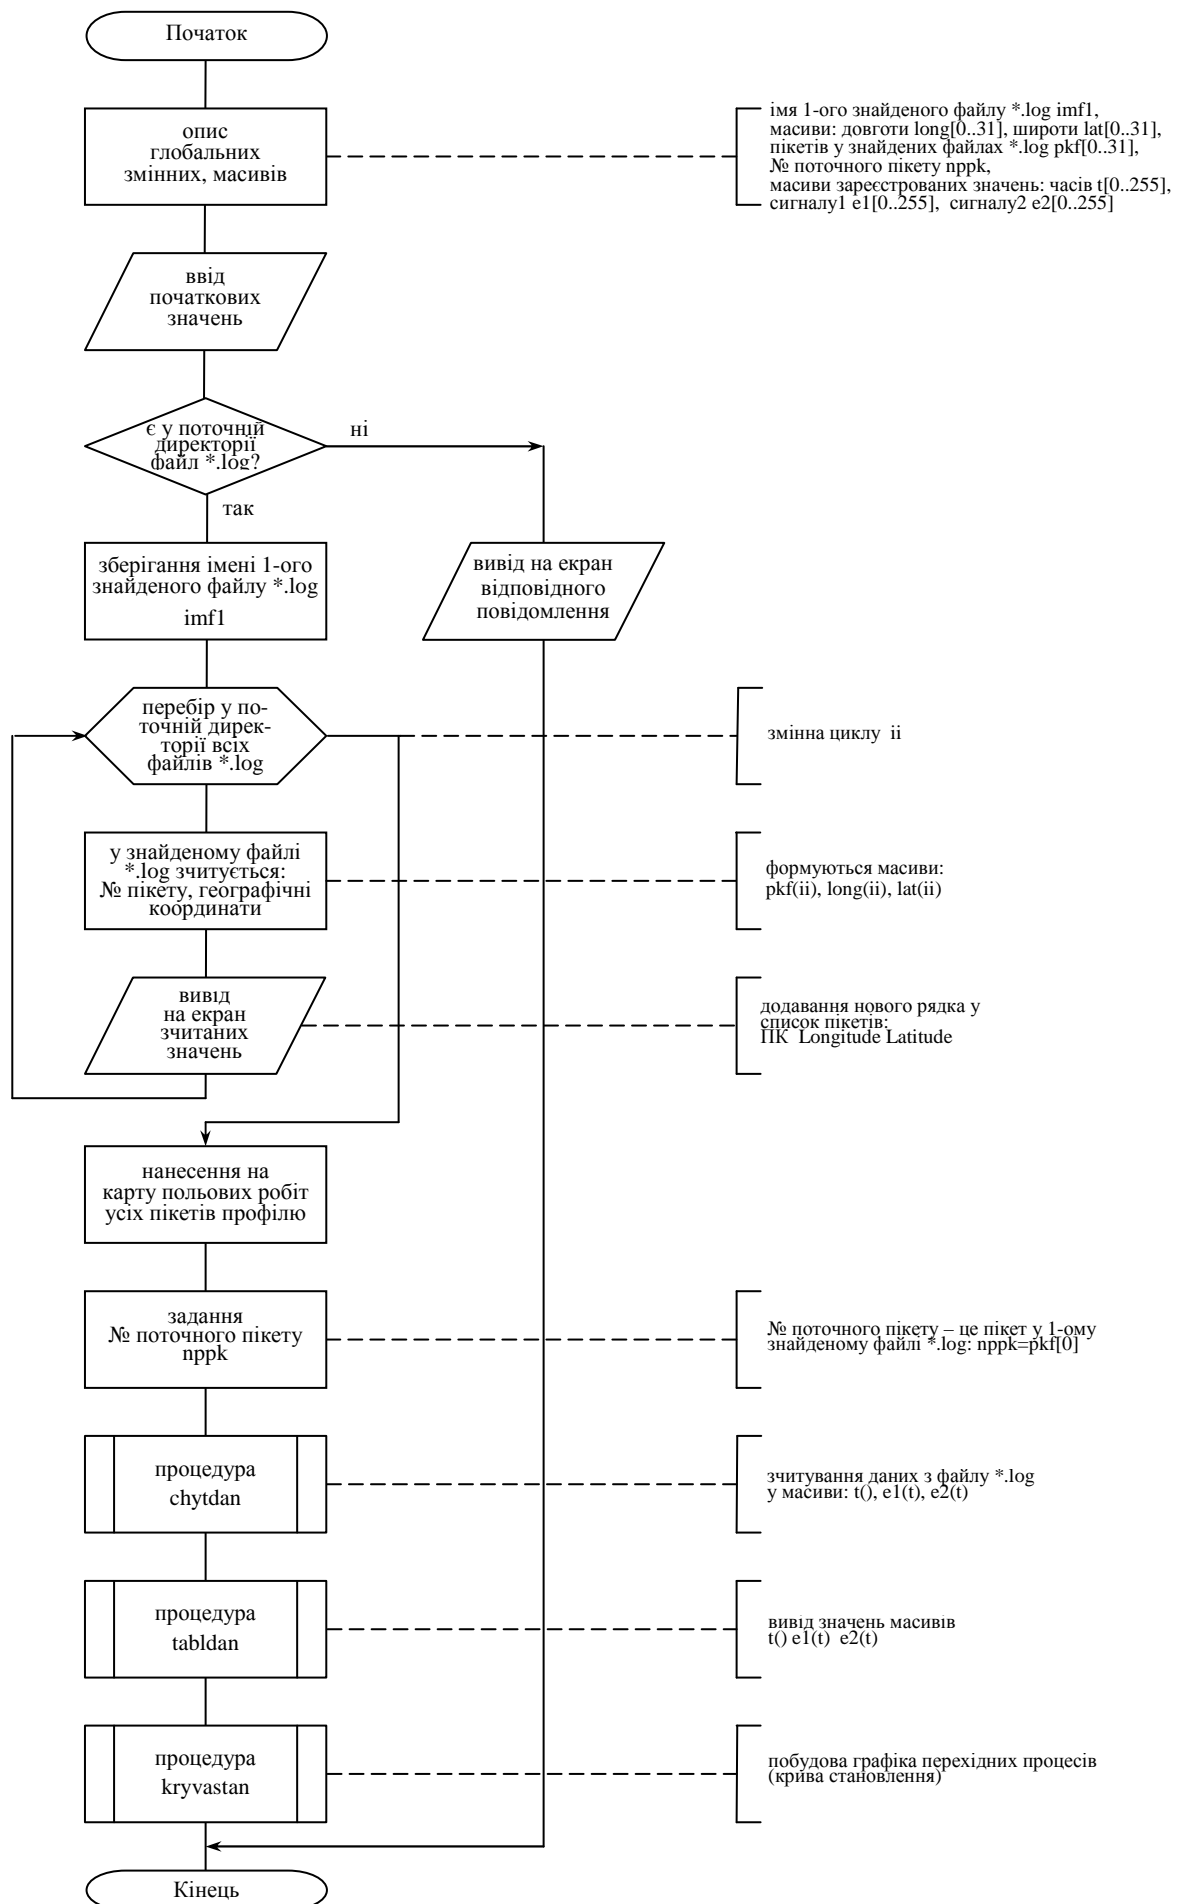 Початок
опис
глобальних
змінних, масивів
імя 1-ого знайденого файлу *.log imf1,
масиви: довготи long[0..31], широти lat[0..31],
пікетів у знайдених файлах *.log pkf[0..31],
№ поточного пікету nppk,
масиви зареєстрованих значень: часів t[0..255],
сигналу1 e1[0..255], сигналу2 e2[0..255]
ввід
початкових
значень
є у поточній
директорії
файл *.log?
ні
так
зберігання імені 1-ого
знайденого файлу *.log
imf1
вивід на екран
відповідного
повідомлення
перебір у по-
точній дирек-
торії всіх
файлів *.log
змінна циклу ii
у знайденому файлі
*.log зчитується:
№ пікету, географічні
координати
формуються масиви:
pkf(ii), long(ii), lat(ii)
вивід
на екран
зчитаних
значень
додавання нового рядка у
список пікетів:
ПК Longitude Latitude
нанесення на
карту польових робіт
усіх пікетів профілю
задання
№ поточного пікету
nppk
№ поточного пікету – це пікет у 1-ому
знайденому файлі *.log: nppk=pkf[0]
процедура
chytdan
зчитування даних з файлу *.log
у масиви: t(), e1(t), e2(t)
процедура
tabldan
вивід значень масивів
t() e1(t) e2(t)
процедура
kryvastan
побудова графіка перехідних процесів
(крива становлення)
Кінець